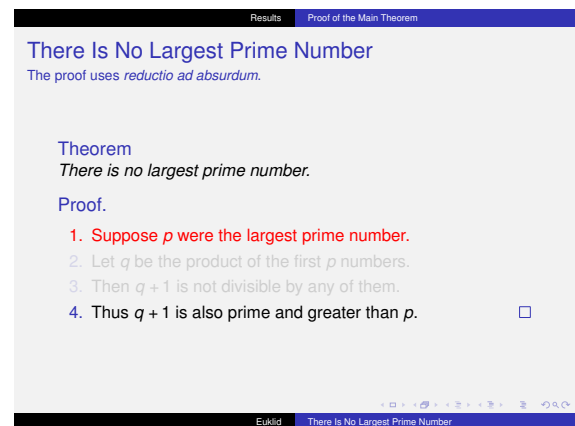 Results Proof of the Main Theorem
There Is No Largest Prime Number
The proof uses reductio ad absurdum.
Theorem
There is no largest prime number.
Proof.
1. Suppose p were the largest prime number.
2. Let q be the product of the first p numbers.
3. Then q + 1 is not divisible by any of them.
4. Thus q + 1 is also prime and greater than p.
Euklid There Is No Largest Prime Number